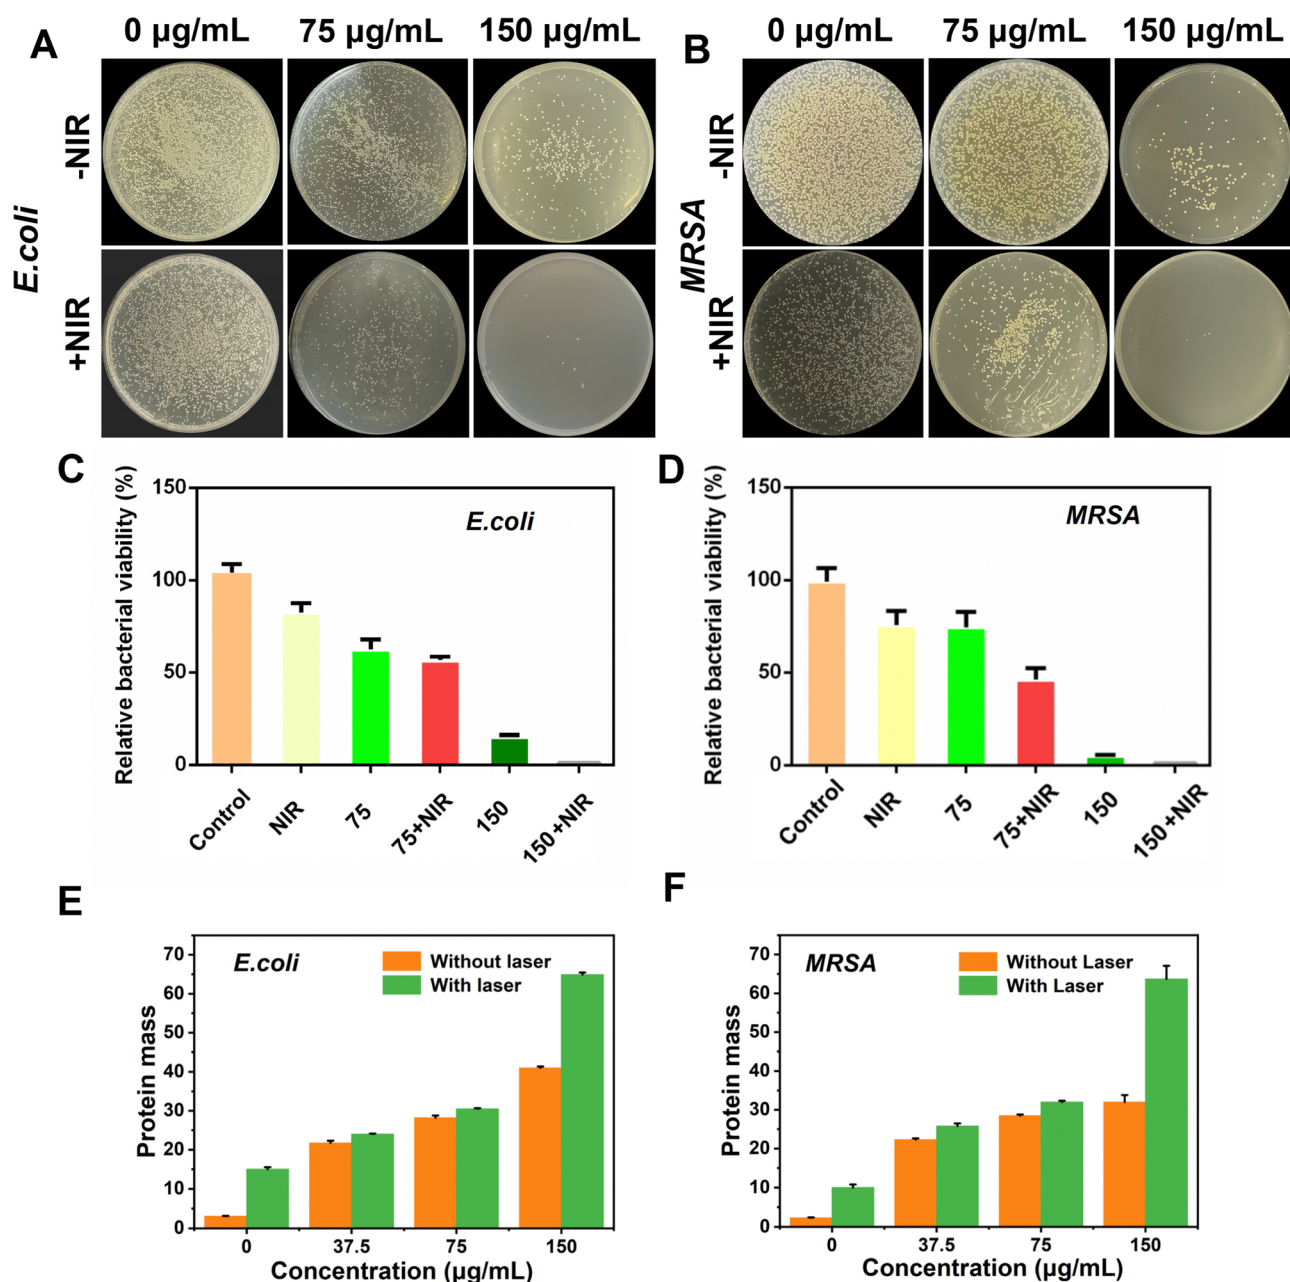 A
0 µg/mL 75 µg/mL 150 µg/mL
B
0 µg/mL 75 µg/mL 150 µg/mL
E.coli
-NIR
+NIR
MRSA
-NIR
+NIR
C
Relative bacterial viability (%)
150
100
50
0
E.coli
Control NIR 75 75+NIR 150 150 +NIR
D
Relative bacterial viability (%)
150
100
50
0
MRSA
Control NIR 75 75+NIR 150 150 +NIR
E
E.coli
Without laser
With laser
Protein mass
70
60
50
40
30
20
10
0
0 37.5 75 150
Concentration (µg/mL)
F
MRSA
Without Laser
With Laser
Protein mass
70
60
50
40
30
20
10
0
0 37.5 75 150
Concentration (µg/mL)